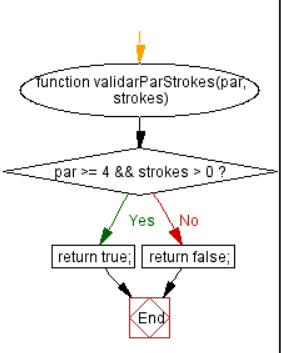 function validarParStrokes(par,
strokes)
par >= 4 && strokes > 0 ?
Yes
No
return true;
return false;
End